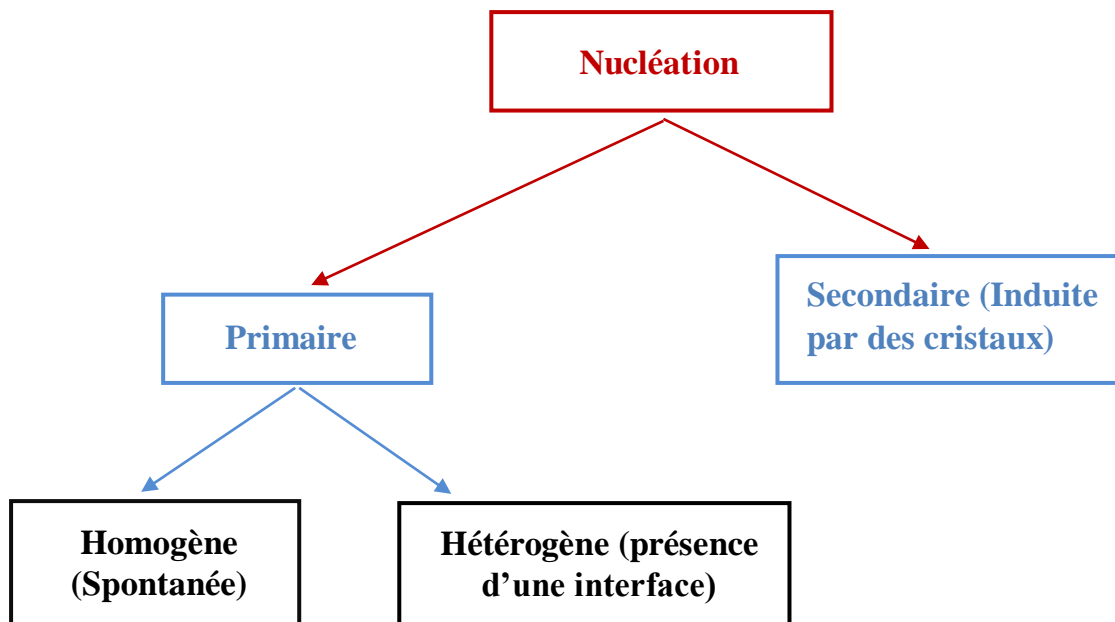 Nucléation
Secondaire (Induite
par des cristaux)
Primaire
Homogène
(Spontanée)
Hétérogène (présence
d’une interface)